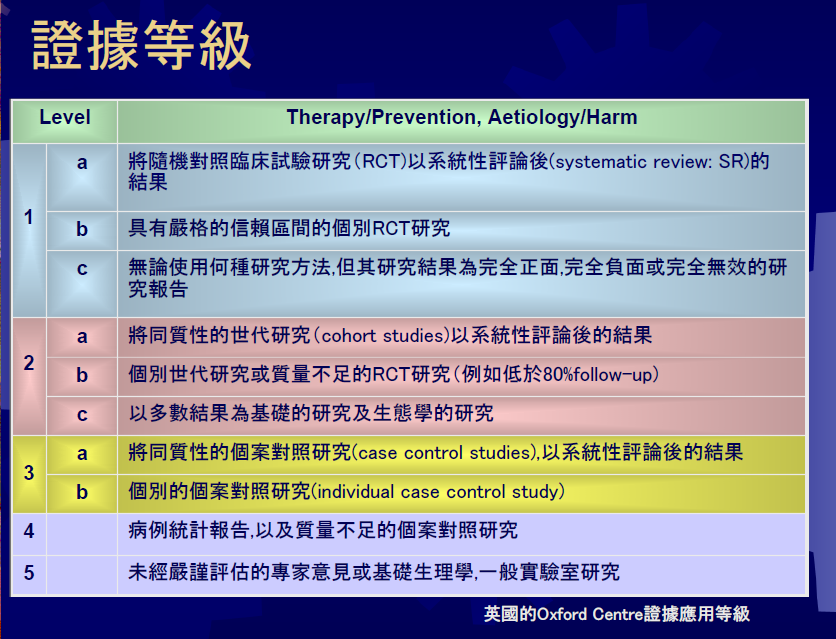 證據等級
Level Therapy/Prevention, Aetiology/Harm
1
a 將隨機對照臨床試驗研究(RCT)以系統性評論後(systematic review: SR)的
結果
b 具有嚴格的信賴區間的個別RCT研究
c 無論使用何種研究方法,但其研究結果為完全正面,完全負面或完全無效的研
究報告
2
a 將同質性的世代研究(cohort studies)以系統性評論後的結果
b 個別世代研究或質量不足的RCT研究(例如低於80%follow-up)
c 以多數結果為基礎的研究及生態學的研究
3
a 將同質性的個案對照研究(case control studies),以系統性評論後的結果
b 個別的個案對照研究(individual case control study)
4 病例統計報告,以及質量不足的個案對照研究
5 未經嚴謹評估的專家意見或基礎生理學,一般實驗室研究
英國的Oxford Centre證據應用等級